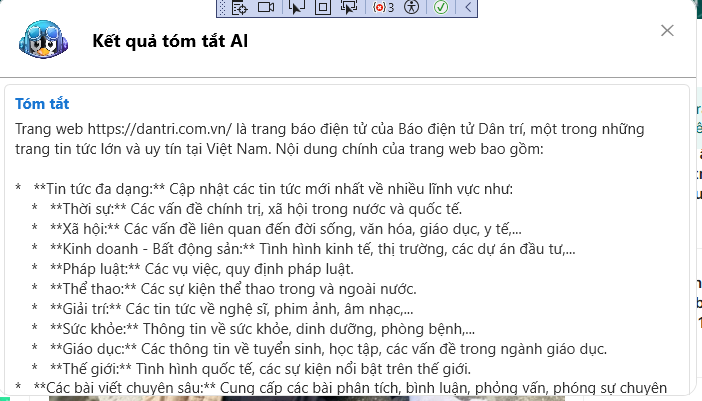 3
Kết quả tóm tắt AI
Tóm tắt
Trang web https://dantri.com.vn/ là trang báo điện tử của Báo điện tử Dân trí, một trong những
trang tin tức lớn và uy tín tại Việt Nam. Nội dung chính của trang web bao gồm:
*   **Tin tức đa dạng:** Cập nhật các tin tức mới nhất về nhiều lĩnh vực như:
*   **Thời sự:** Các vấn đề chính trị, xã hội trong nước và quốc tế.
*   **Xã hội:** Các vấn đề liên quan đến đời sống, văn hóa, giáo dục, y tế,...
*   **Kinh doanh - Bất động sản:** Tình hình kinh tế, thị trường, các dự án đầu tư,...
*   **Pháp luật:** Các vụ việc, quy định pháp luật.
*   **Thể thao:** Các sự kiện thể thao trong và ngoài nước.
*   **Giải trí:** Các tin tức về nghệ sĩ, phim ảnh, âm nhạc,...
*   **Sức khỏe:** Thông tin về sức khỏe, dinh dưỡng, phòng bệnh,...
*   **Giáo dục:** Các thông tin về tuyển sinh, học tập, các vấn đề trong ngành giáo dục.
*   **Thế giới:** Tình hình quốc tế, các sự kiện nổi bật trên thế giới.
*   **Các bài viết chuyên sâu:** Cung cấp các bài phân tích, bình luận, phỏng vấn, phóng sự chuyên